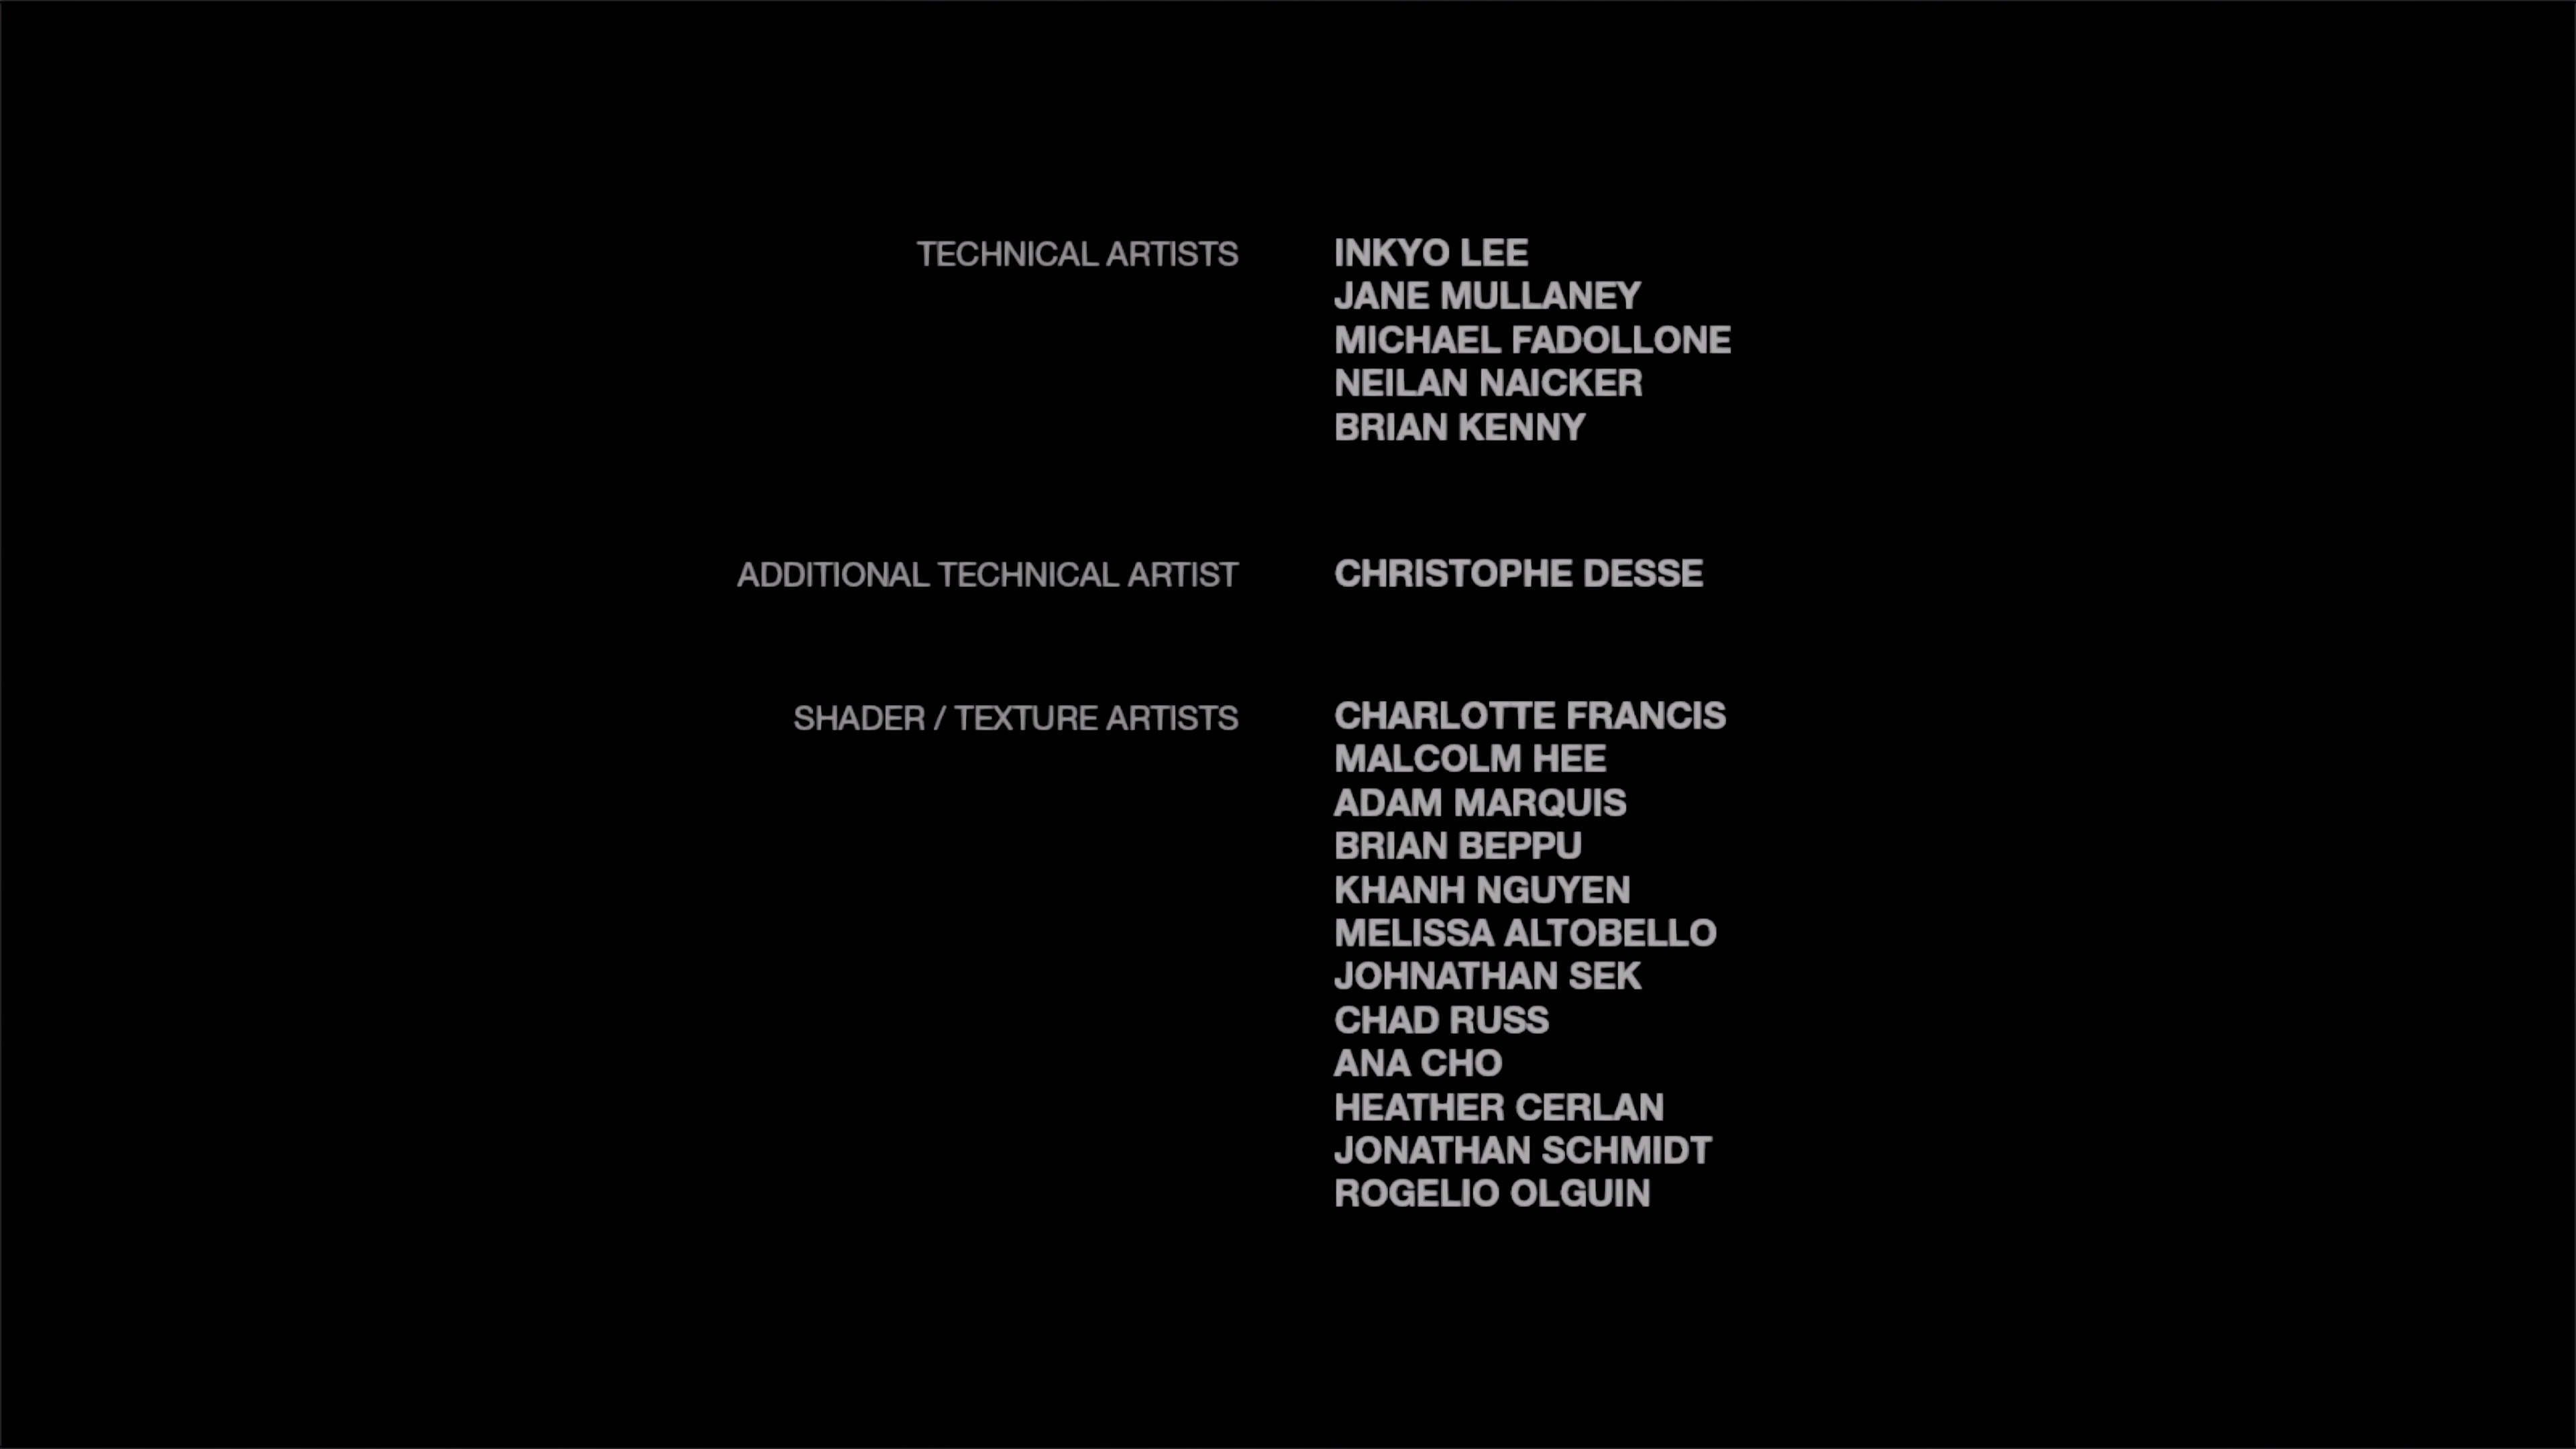 TECHNICAL ARTISTS INKYO LEE
JANE MULLANEY
MICHAEL FADOLLONE
NEILAN NAICKER
BRIAN KENNY
ADDITIONAL TECHNICAL ARTIST CHRISTOPHE DESSE
SHADER / TEXTURE ARTISTS CHARLOTTE FRANCIS
MALCOLM HEE
ADAM MARQUIS
BRIAN BEPPU
KHANH NGUYEN
MELISSA ALTOBELLO
JOHNATHAN SEK
CHAD RUSS
ANA CHO
HEATHER CERLAN
JONATHAN SCHMIDT
ROGELIO OLGUIN